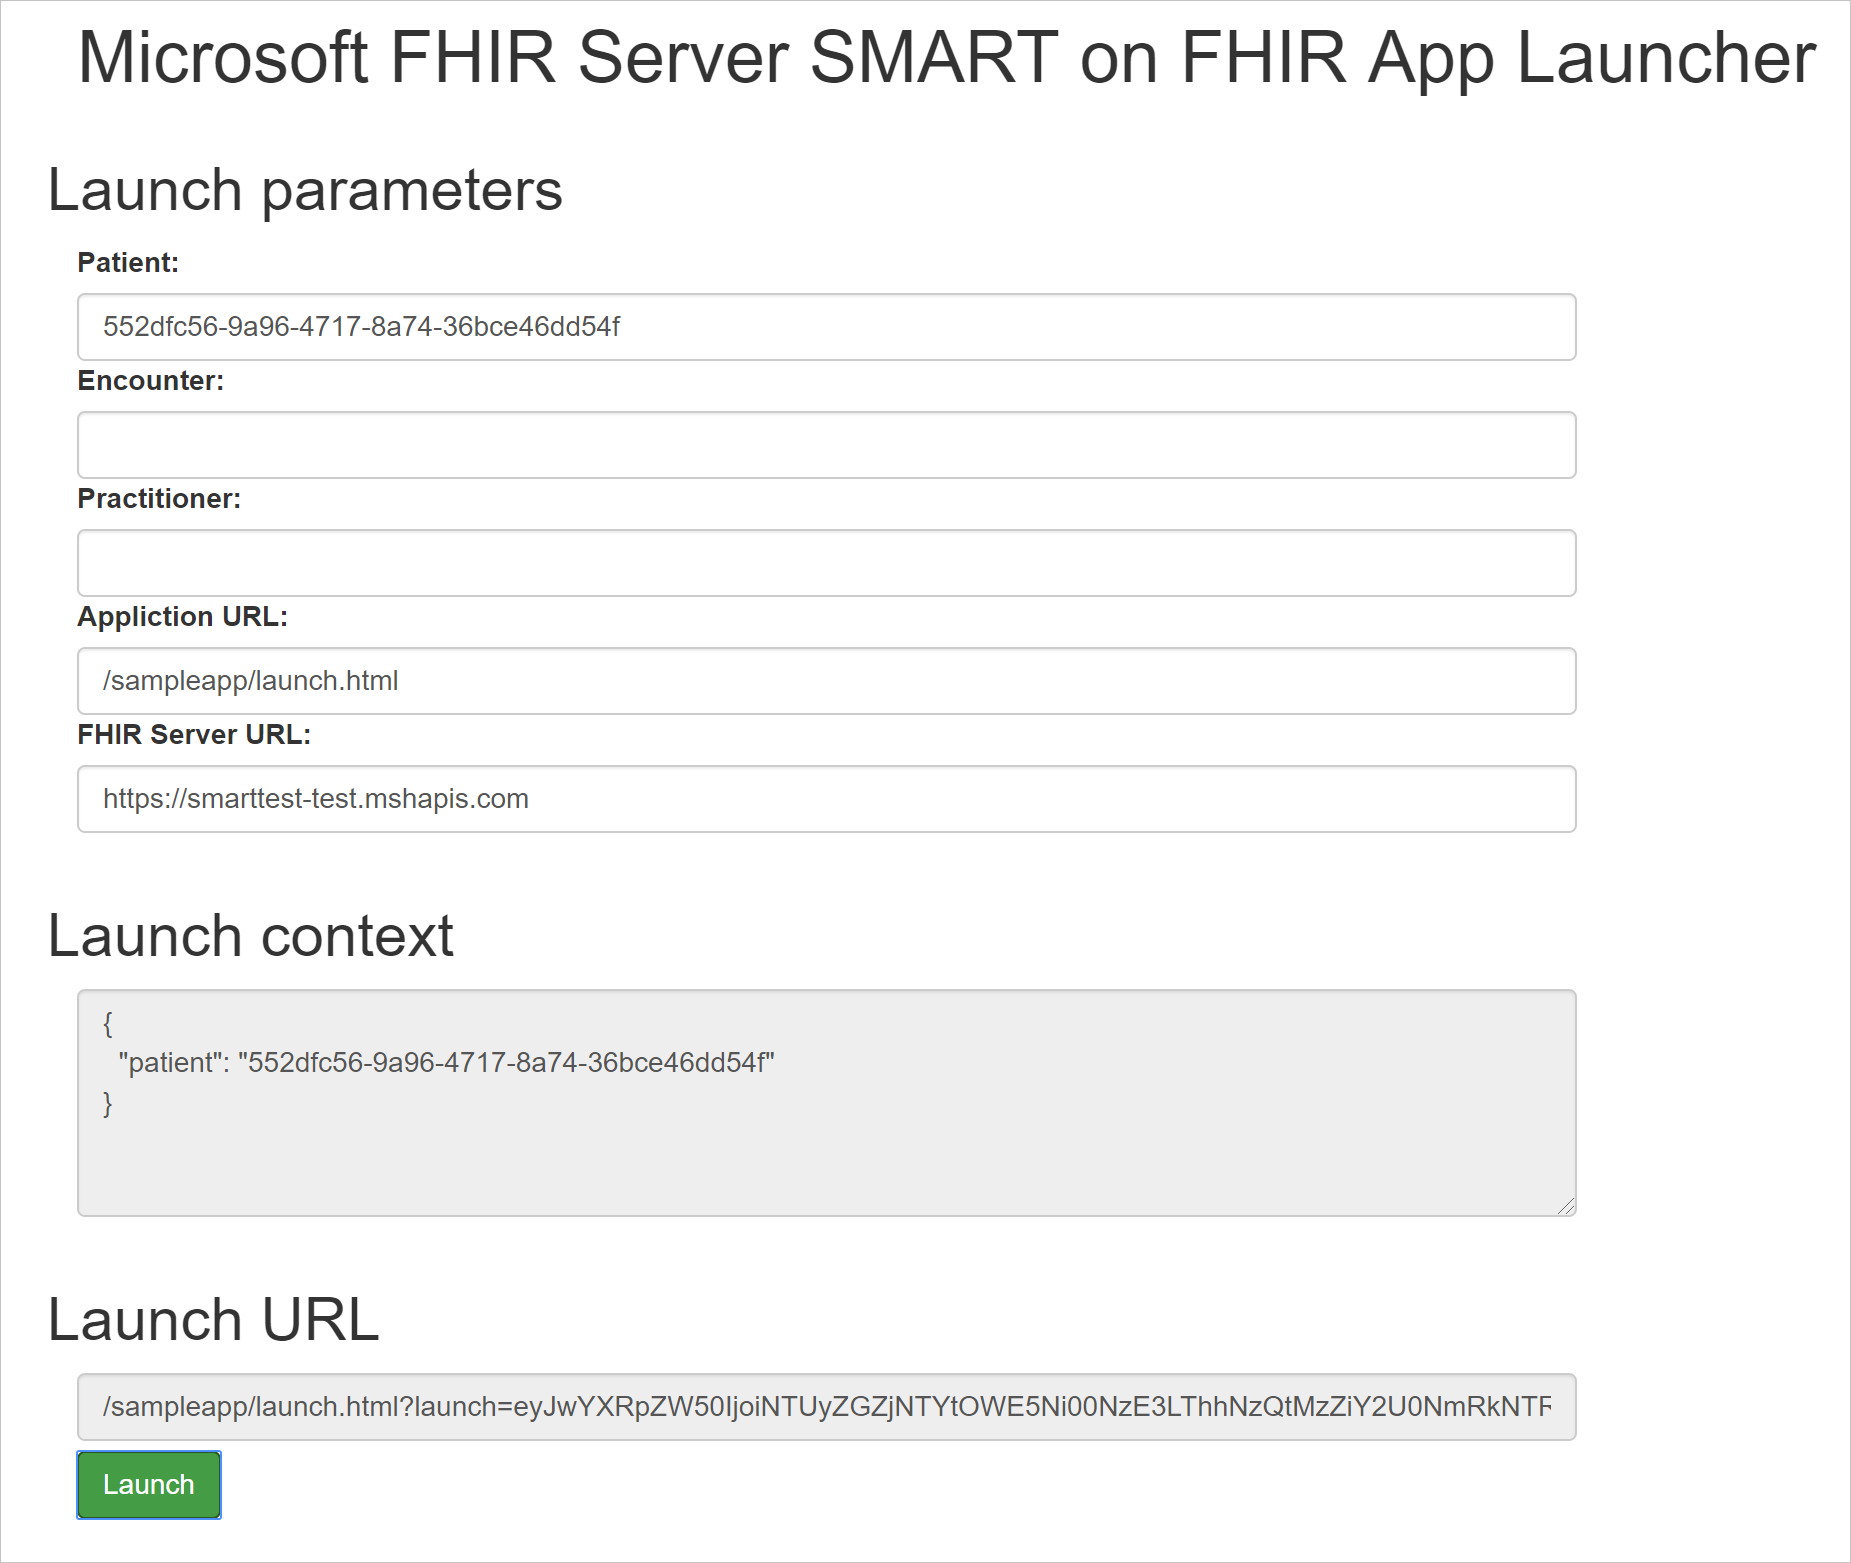 Microsoft FHIR Server SMART on FHIR App Launcher
Launch parameters
Patient:
552dfc56-9a96-4717-8a74-36bce46dd54f
Encounter:
Practitioner:
Appliction URL:
/sampleapp/launch.html
FHIR Server URL:
https://smarttest-test.mshapis.com
Launch context
{
"patient": "552dfc56-9a96-4717-8a74-36bce46dd54f"
}
Launch URL
/sampleapp/launch.html?launch=eyJwYXRpZW50IjoiNTUyZGZjNTYtOWE5Ni00NzE3LThhNzQtMzZiY2U0NmRkNTR
Launch